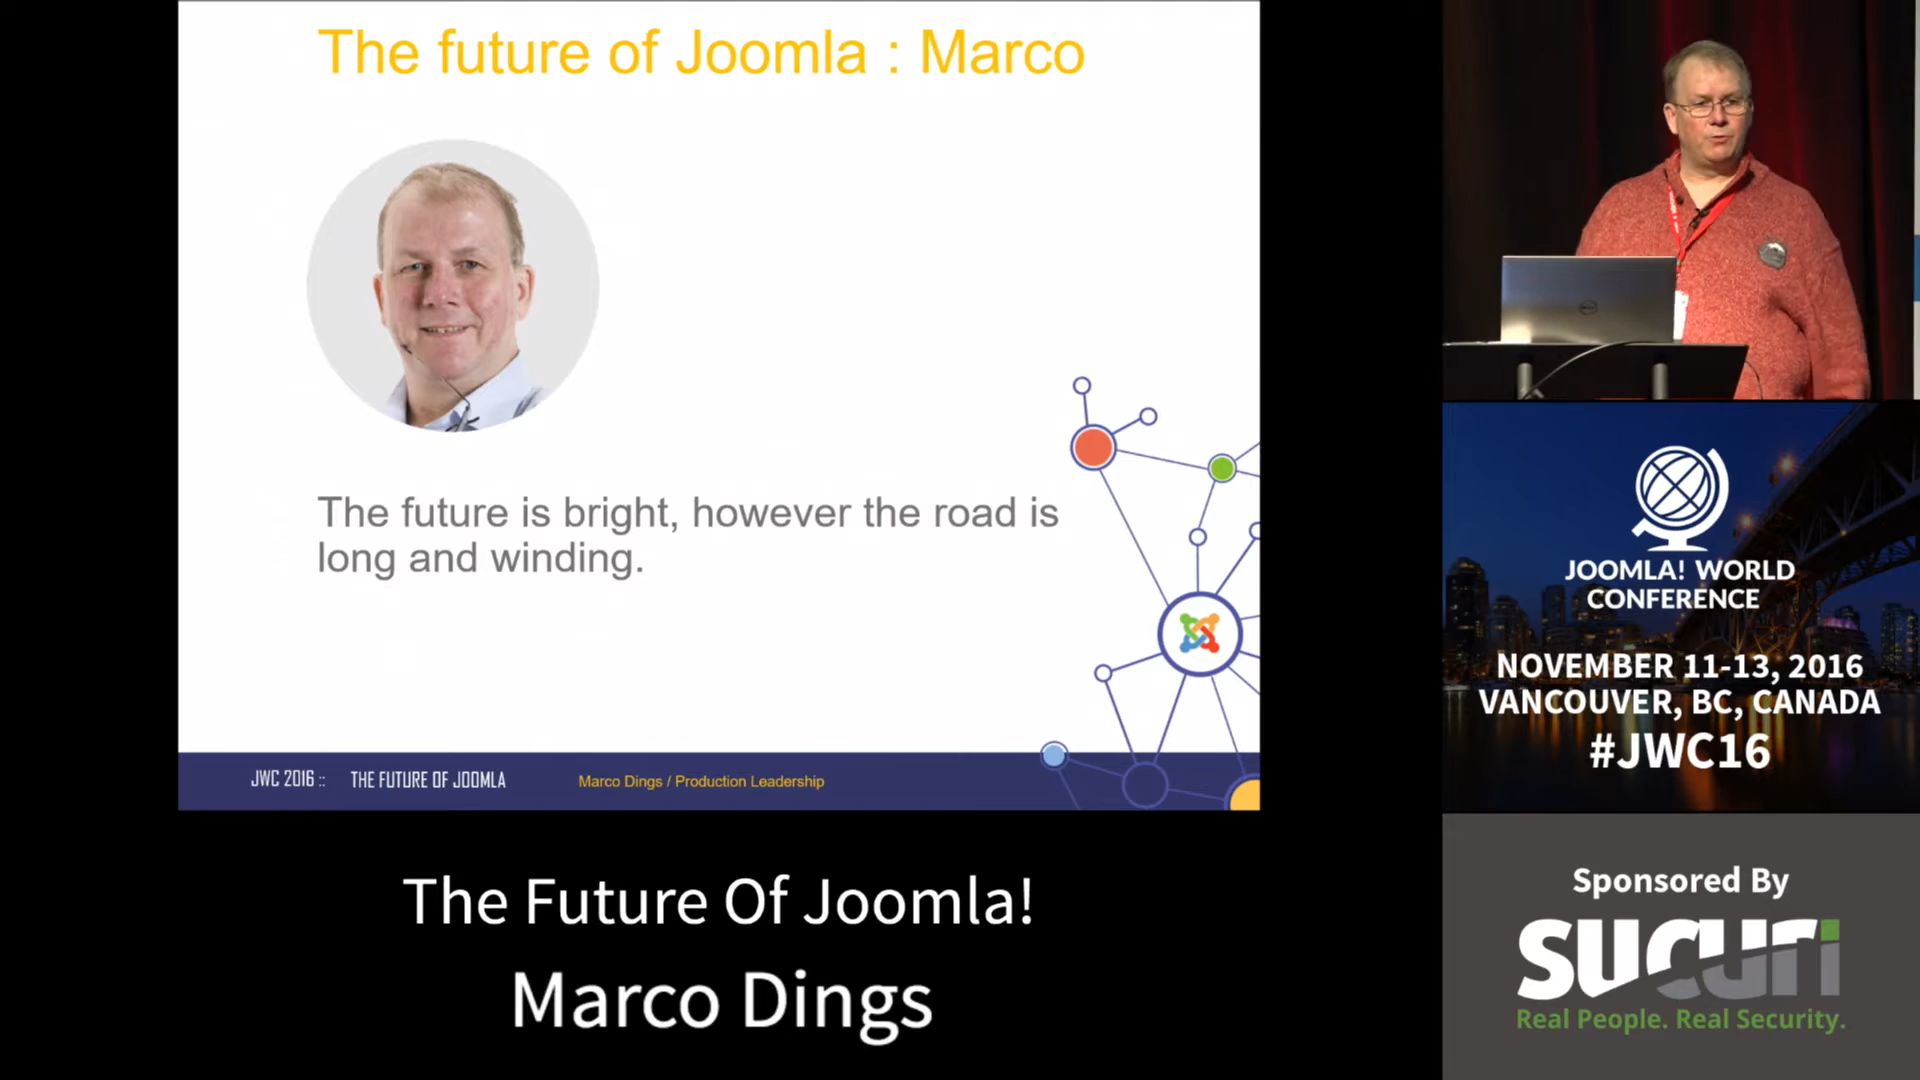 The future of Joomla : Marco
The future is bright, however the road is
long and winding.
JWC 2016 :: THE FUTURE OF JOOMLA Marco Dings / Production Leadership
The Future Of Joomla!
Marco Dings
JOOMLA! WORLD
CONFERENCE
NOVEMBER 11-13, 2016
VANCOUVER, BC, CANADA
#JWC16
Sponsored By
SUCURI
Real People. Real Security.